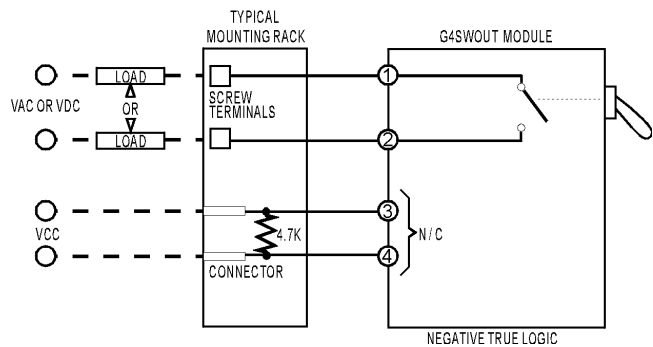 TYPICAL
MOUNTING RACK
G4SWOUT MODULE
LOAD
1
VAC OR VDC
OR
SCREW
TERMINALS
LOAD
2
3
VCC
4.7K
N / C
4
CONNECTOR
NEGATIVE TRUE LOGIC